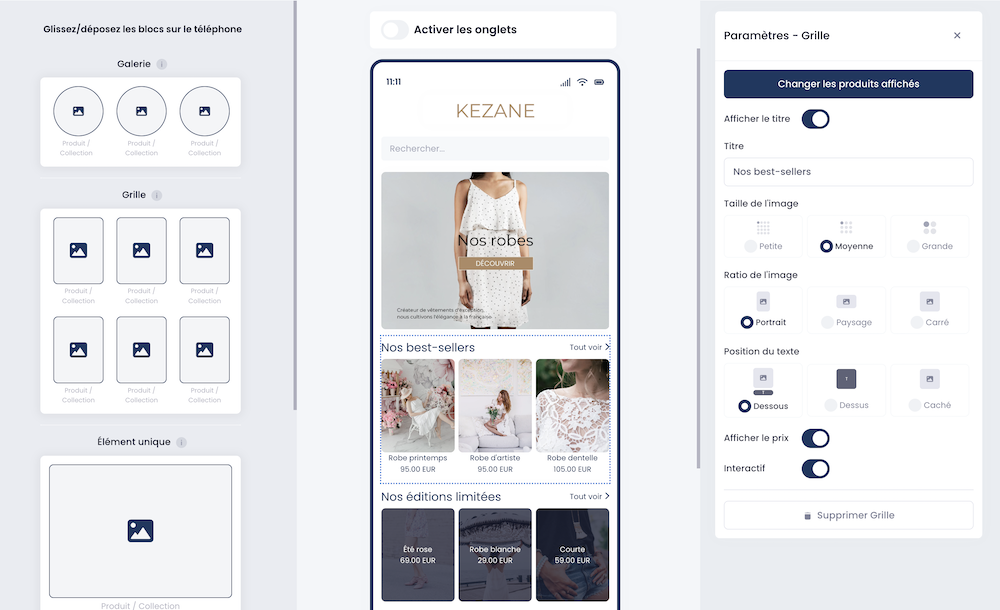 Glissez/déposez les blocs sur le téléphone
Galerie i
Produit / Collection
Produit / Collection
Produit / Collection
Grille i
Produit / Collection
Produit / Collection
Produit / Collection
Produit / Collection
Produit / Collection
Produit / Collection
Élément unique i
Produit / Collection
Activer les onglets
11:11
KEZANE
Rechercher...
Nos robes
DÉCOUVRIR
Créateur de vêtements d'éxception,
nous cultivons l'élégance à la française.
Nos best-sellers
Tout voir
Robe printemps
95.00 EUR
Robe d'artiste
95.00 EUR
Robe dentelle
105.00 EUR
Nos éditions limitées
Tout voir
Été rose
69.00 EUR
Robe blanche
29.00 EUR
Courte
59.00 EUR
Paramètres - Grille
Changer les produits affichés
Afficher le titre
Titre
Nos best-sellers
Taille de l'image
Petite
Moyenne
Grande
Ratio de l'image
Portrait
Paysage
Carré
Position du texte
T
T
Dessous
Dessus
Caché
Afficher le prix
Interactif
Supprimer Grille